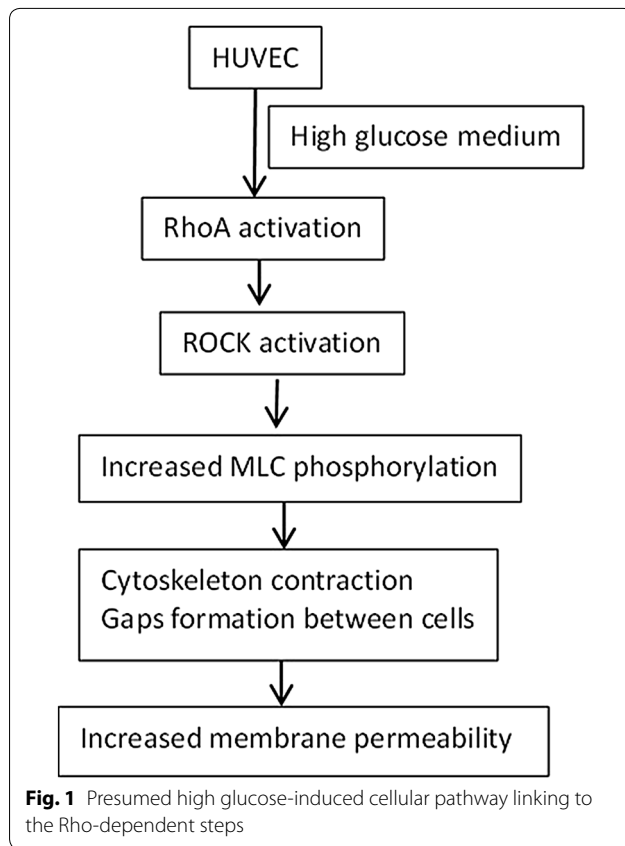 HUVEC
High glucose medium
RhoA activation
ROCK activation
Increased MLC phosphorylation
Cytoskeleton contraction
Gaps formation between cells
Increased membrane permeability
Fig. 1 Presumed high glucose-induced cellular pathway linking to
the Rho-dependent steps